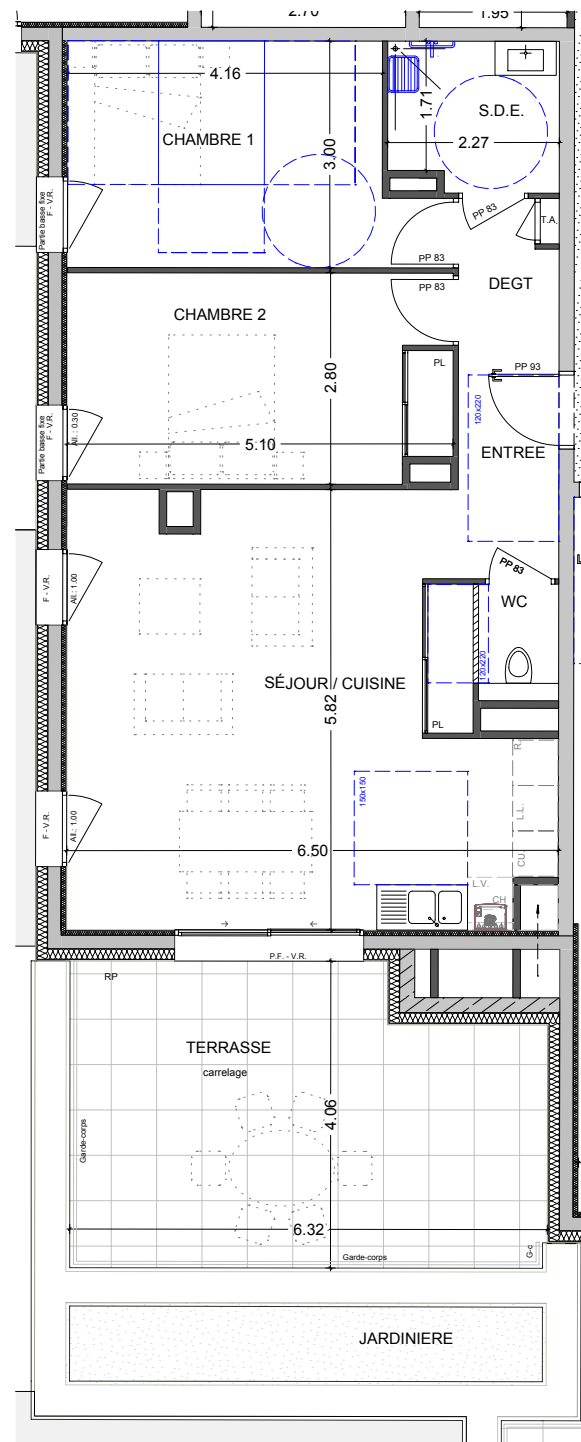 2.70
1.95
4.16
CHAMBRE 1
3.00
1.71
S.D.E.
2.27
Partie basse fixe
F - V.R.
PP 83
T.A.
PP 83
DEGT
PP 83
CHAMBRE 2
2.80
PL
PP 93
120x220
Partie basse fixe
F - V.R.
All. : 0.30
5.10
ENTREE
PP 83
F - V.R.
All. : 1.00
WC
120x220
SÉJOUR / CUISINE
5.82
PL
R.
150x150
L.L.
F - V.R.
All. : 1.00
6.50
CU.
L.V.
CH
P.F. - V.R.
RP
TERRASSE
carrelage
4.06
Garde-corps
6.32
Garde-corps
G-c
JARDINIERE